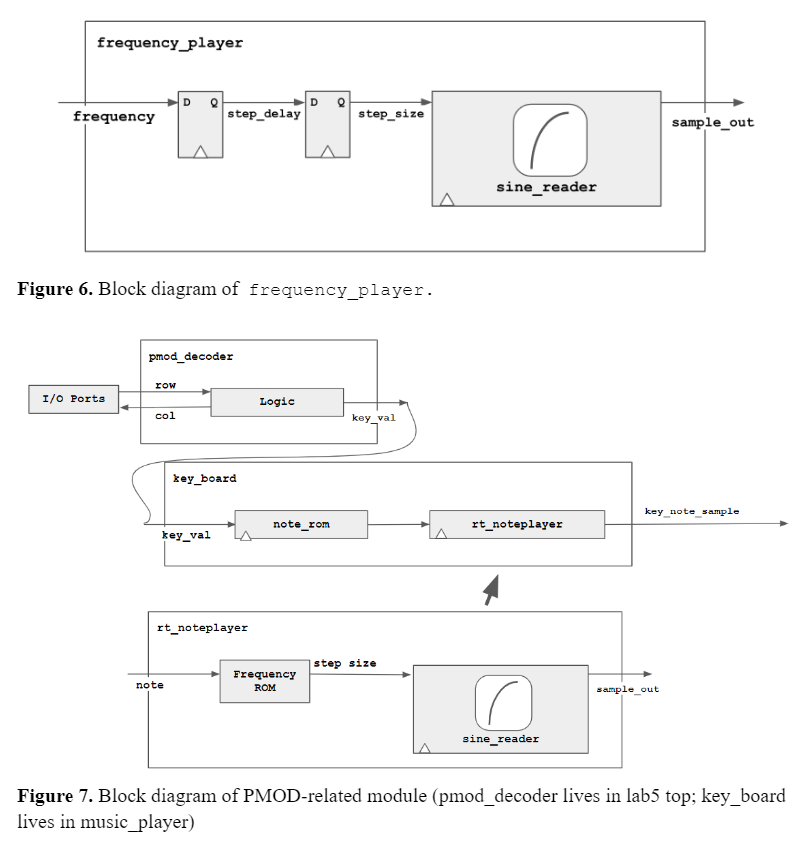 frequency_player
D Q
D Q
frequency
step_delay
step_size
sample_out
sine_reader
Figure 6. Block diagram of frequency_player.
pmod_decoder
row
I/O Ports
Logic
col
key_val
key_board
key_note_sample
note_rom
rt_noteplayer
key_val
rt_noteplayer
step size
Frequency
ROM
note
sample_out
sine_reader
Figure 7. Block diagram of PMOD-related module (pmod_decoder lives in lab5 top; key_board
lives in music_player)